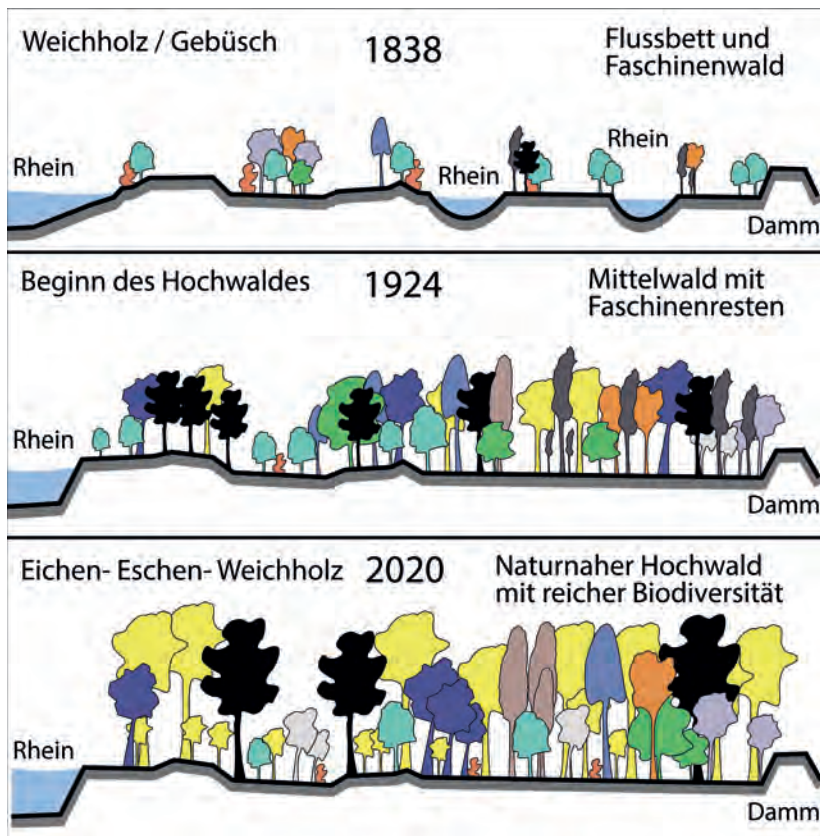 Weichholz / Gebüsch
1838
Flussbett und
Faschinenwald
Rhein
Rhein
Rhein
Damm
Beginn des Hochwaldes
1924
Mittelwald mit
Faschinenresten
Rhein
Damm
Eichen- Eschen- Weichholz
2020
Naturnaher Hochwald
mit reicher Biodiversität
Rhein
Damm